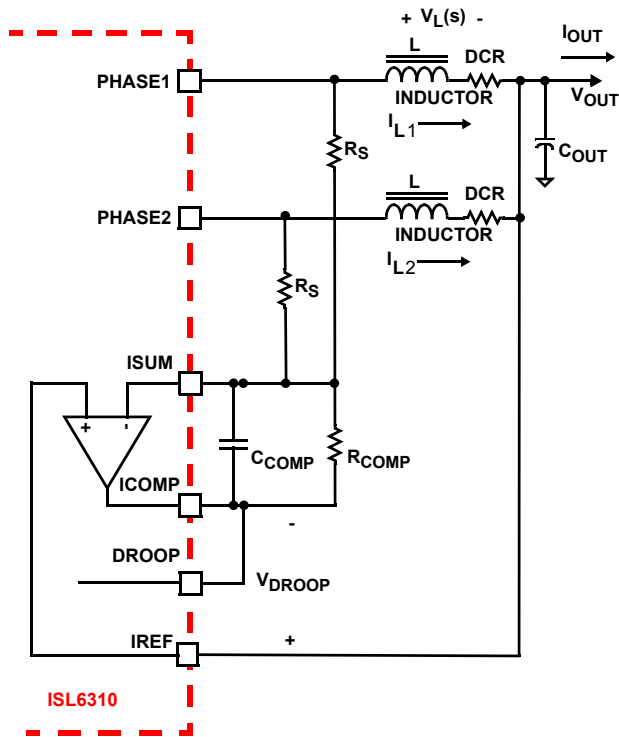 + VL(s) -
IOUT
L
DCR
PHASE1
INDUCTOR
VOUT
IL1
COUT
RS
L
DCR
PHASE2
INDUCTOR
IL2
RS
ISUM
+ -
CCOMP
RCOMP
ICOMP
-
DROOP
VDROOP
IREF
+
ISL6310